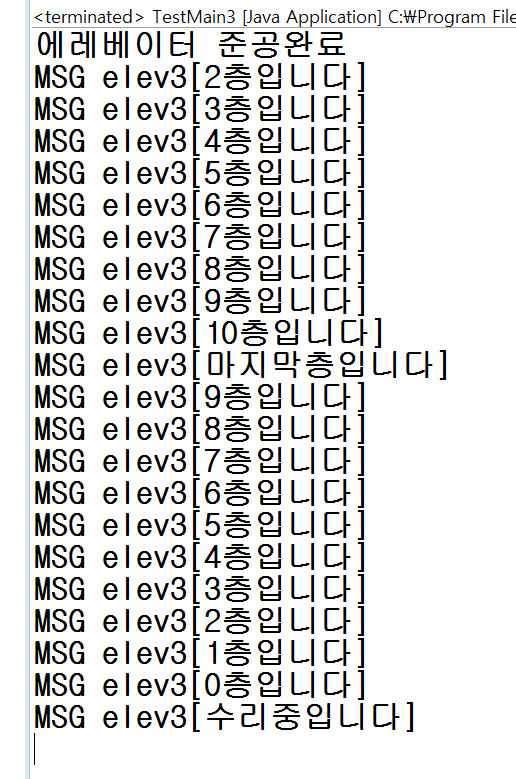 <terminated> TestMain3 [Java Application] C:₩Program File
에레베이터 준공완료
MSG elev3[2층입니다]
MSG elev3[3층입니다]
MSG elev3[4층입니다]
MSG elev3[5층입니다]
MSG elev3[6층입니다]
MSG elev3[7층입니다]
MSG elev3[8층입니다]
MSG elev3[9층입니다]
MSG elev3[10층입니다]
MSG elev3[마지막층입니다]
MSG elev3[9층입니다]
MSG elev3[8층입니다]
MSG elev3[7층입니다]
MSG elev3[6층입니다]
MSG elev3[5층입니다]
MSG elev3[4층입니다]
MSG elev3[3층입니다]
MSG elev3[2층입니다]
MSG elev3[1층입니다]
MSG elev3[0층입니다]
MSG elev3[수리중입니다]